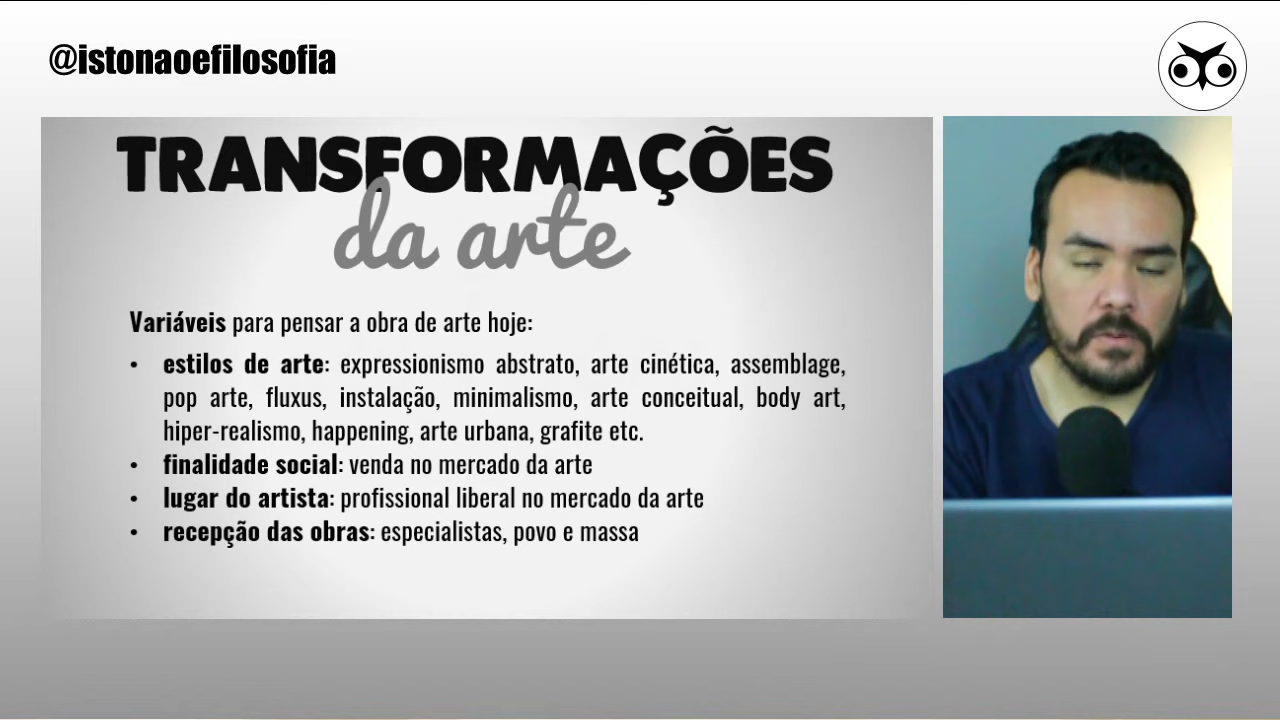 @istonaoefilosofia
TRANSFORMAÇÕES
da arte
Variáveis para pensar a obra de arte hoje:
• estilos de arte: expressionismo abstrato, arte cinética, assemblage,
pop arte, fluxus, instalação, minimalismo, arte conceitual, body art,
hiper-realismo, happening, arte urbana, grafite etc.
• finalidade social: venda no mercado da arte
• lugar do artista: profissional liberal no mercado da arte
• recepção das obras: especialistas, povo e massa